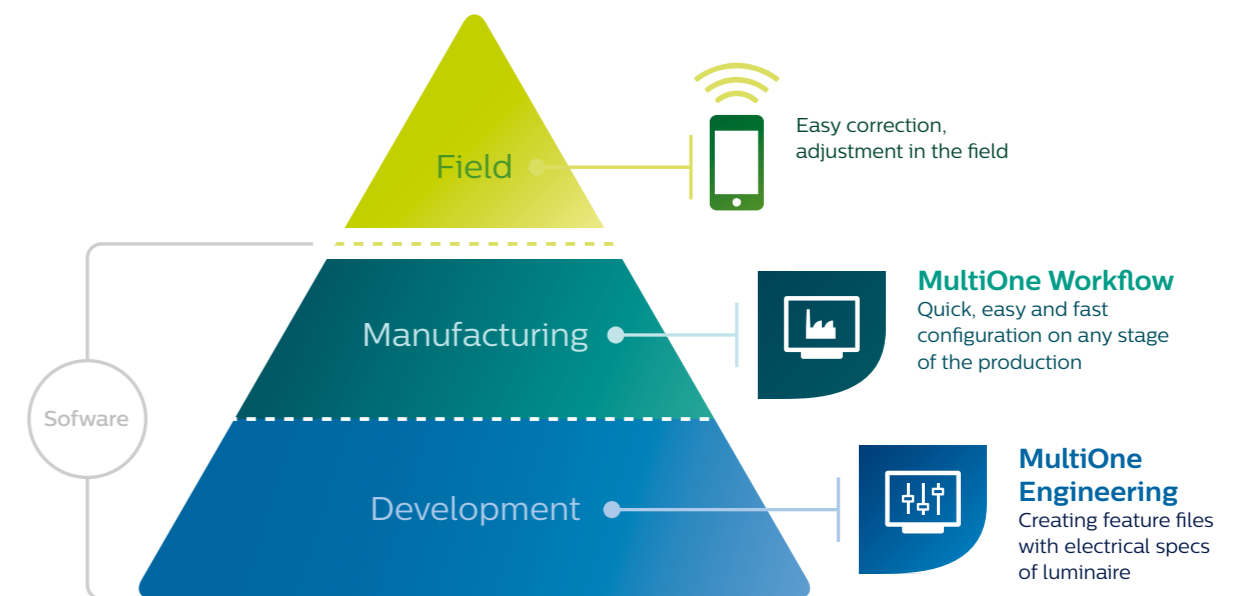 Field
Easy correction,
adjustment in the field
Manufacturing
MultiOne Workflow
Quick, easy and fast
configuration on any stage
of the production
Sofware
Development
MultiOne
Engineering
Creating feature files
with electrical specs
of luminaire